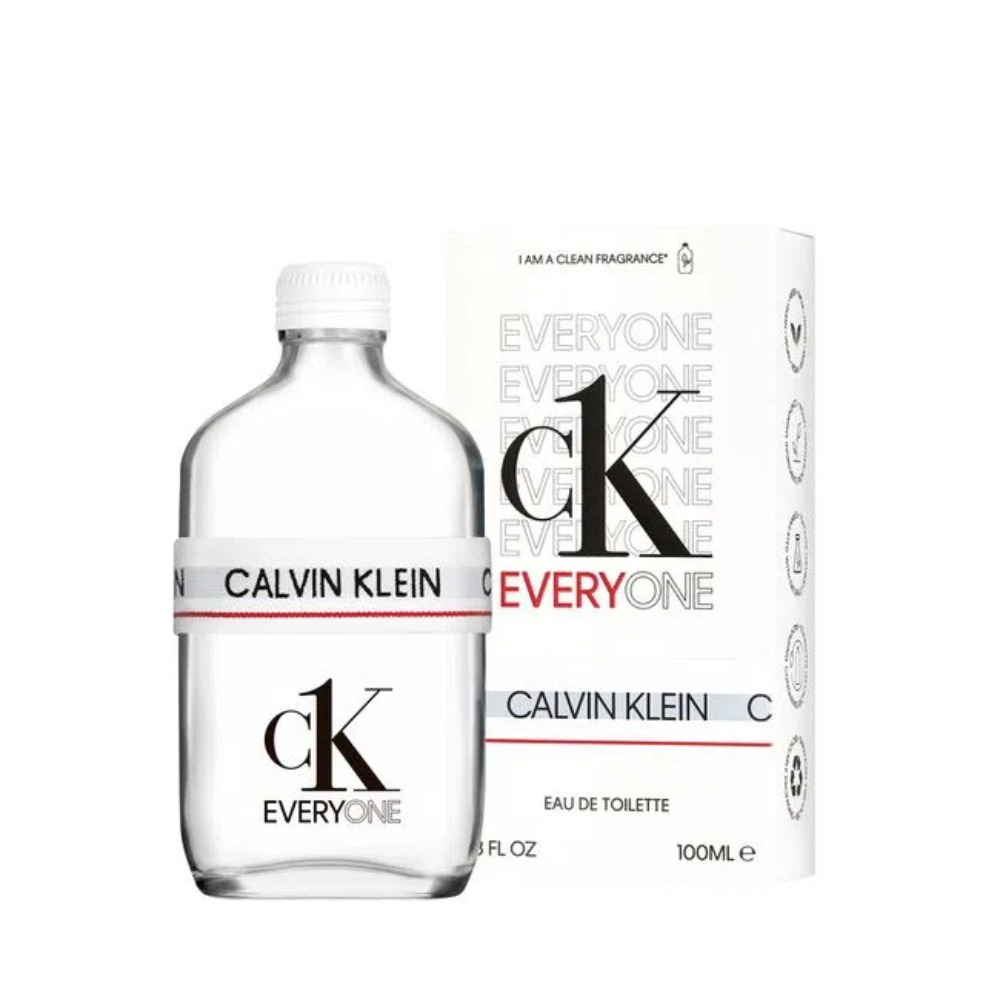 N CALVIN KLEIN C
cK
EVERYONE
I AM A CLEAN FRAGRANCE*
EVERYONE
EVERYONE
EVERYONE
EVERYONE
EVERYONE
cK
EVERYONE
CALVIN KLEIN C
EAU DE TOILETTE
FL OZ 100ML e